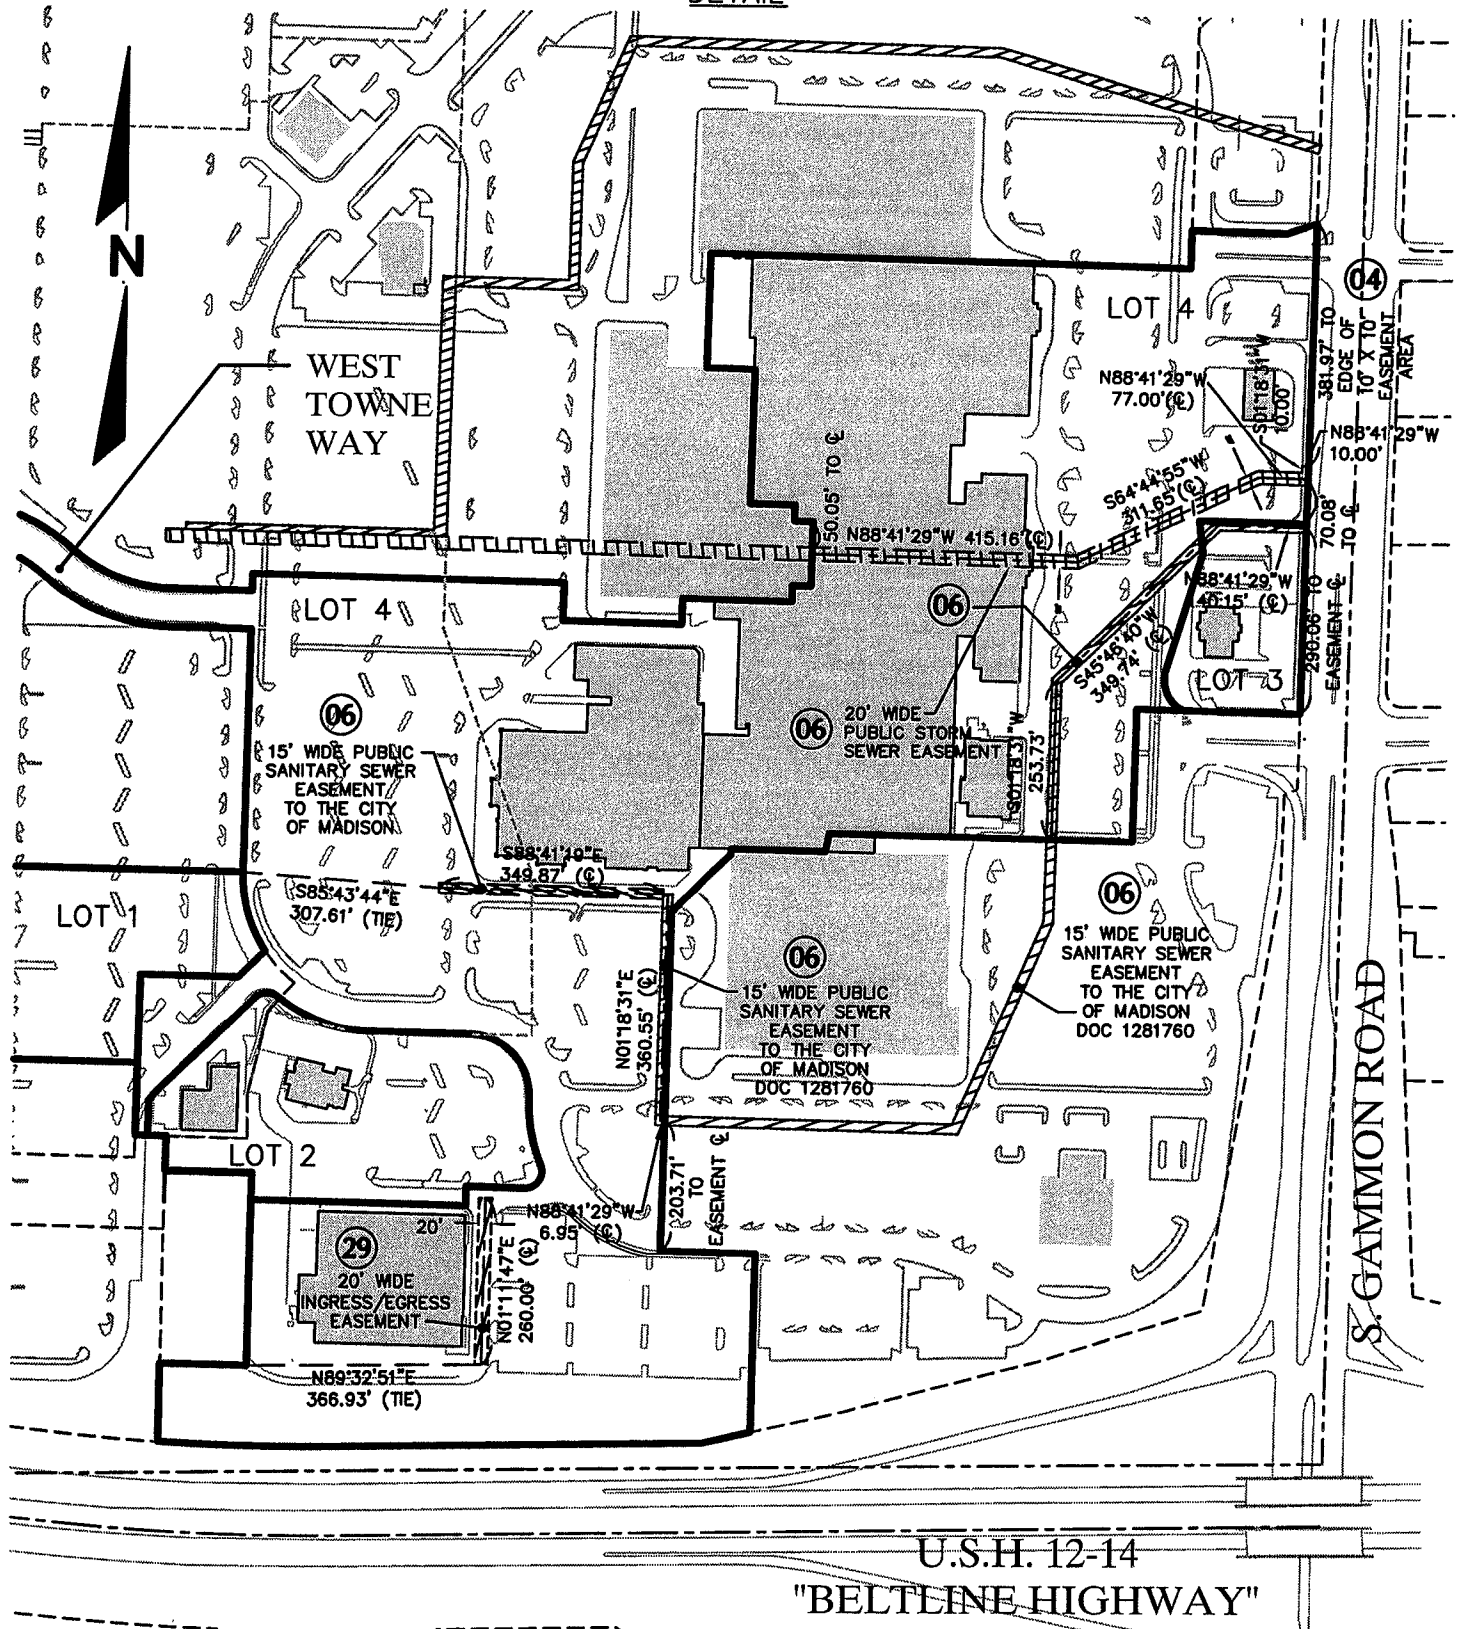 DETAIL
N
WEST
TOWNE
WAY
LOT 4
04
381.97' TO
EDGE OF
10' X 10'
EASEMENT
AREA
S01°18'31"W
10.00'
N88°41'29"W
77.00'(℄)
N88°41'29"W
10.00'
S64°44'55"W
311.65'(℄)
50.05' TO ℄
N88°41'29"W 415.16'(℄)
70.08'
TO ℄
N88°41'29"W
40.15' (℄)
290.06' TO
EASEMENT ℄
LOT 4
06
S45°46'40"W
349.74' (℄)
LOT 3
06
15' WIDE PUBLIC
SANITARY SEWER
EASEMENT
TO THE CITY
OF MADISON
06
20' WIDE
PUBLIC STORM
SEWER EASEMENT
S01°18'31"W
253.73'
S88°41'19"E
349.87' (℄)
S85°43'44"E
307.61' (TIE)
LOT 1
06
15' WIDE PUBLIC
SANITARY SEWER
EASEMENT
TO THE CITY
OF MADISON
DOC 1281760
06
15' WIDE PUBLIC
SANITARY SEWER
EASEMENT
TO THE CITY
OF MADISON
DOC 1281760
N01°18'31"E
360.55' (℄)
S. GAMMON ROAD
LOT 2
203.71'
TO
EASEMENT ℄
N88°41'29"W
6.95' (℄)
20'
29
20' WIDE
INGRESS/EGRESS
EASEMENT
N01°11'47"E
260.00' (℄)
N89°32'51"E
366.93' (TIE)
U.S.H. 12-14
"BELTLINE HIGHWAY"